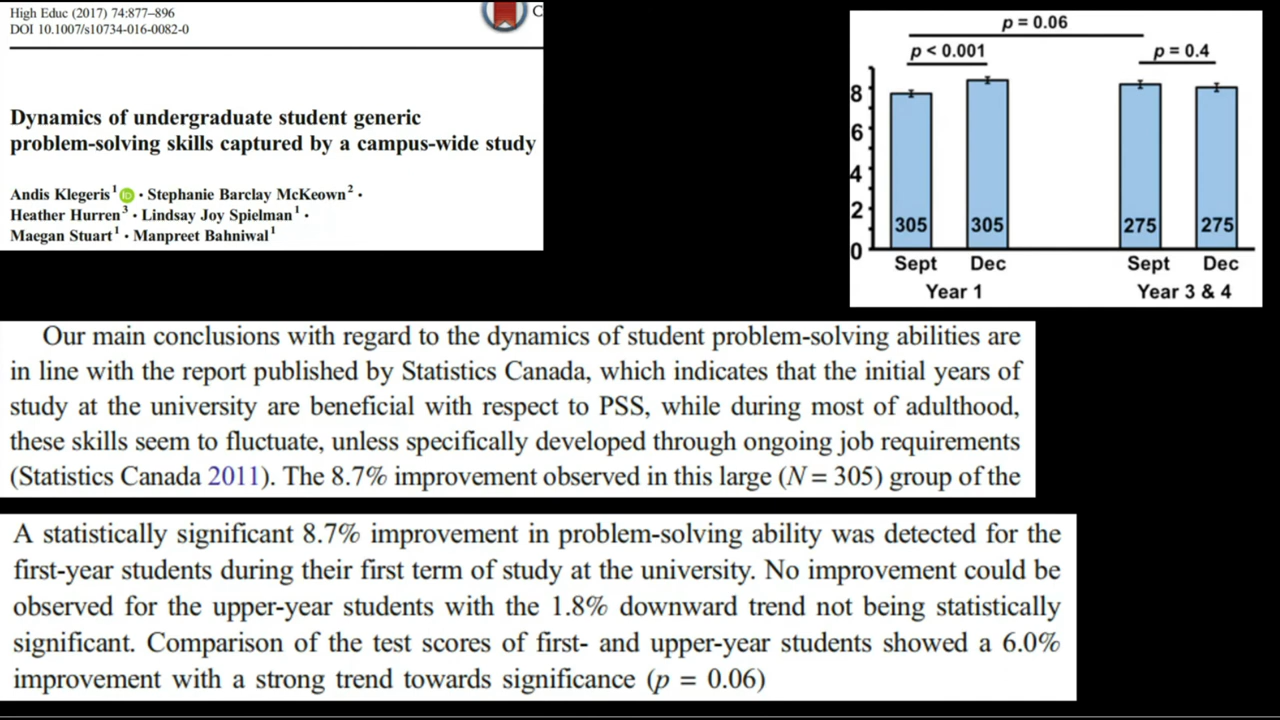 High Educ (2017) 74:877–896
DOI 10.1007/s10734-016-0082-0
C
Dynamics of undergraduate student generic
problem-solving skills captured by a campus-wide study
Andis Klegeris1 iD · Stephanie Barclay McKeown2 ·
Heather Hurren3 · Lindsay Joy Spielman1 ·
Maegan Stuart1 · Manpreet Bahniwal1
p = 0.06
p < 0.001 p = 0.4
8
6
4
2
0
305 305 275 275
Sept Dec Sept Dec
Year 1 Year 3 & 4
Our main conclusions with regard to the dynamics of student problem-solving abilities are
in line with the report published by Statistics Canada, which indicates that the initial years of
study at the university are beneficial with respect to PSS, while during most of adulthood,
these skills seem to fluctuate, unless specifically developed through ongoing job requirements
(Statistics Canada 2011). The 8.7% improvement observed in this large (N = 305) group of the
A statistically significant 8.7% improvement in problem-solving ability was detected for the
first-year students during their first term of study at the university. No improvement could be
observed for the upper-year students with the 1.8% downward trend not being statistically
significant. Comparison of the test scores of first- and upper-year students showed a 6.0%
improvement with a strong trend towards significance (p = 0.06)